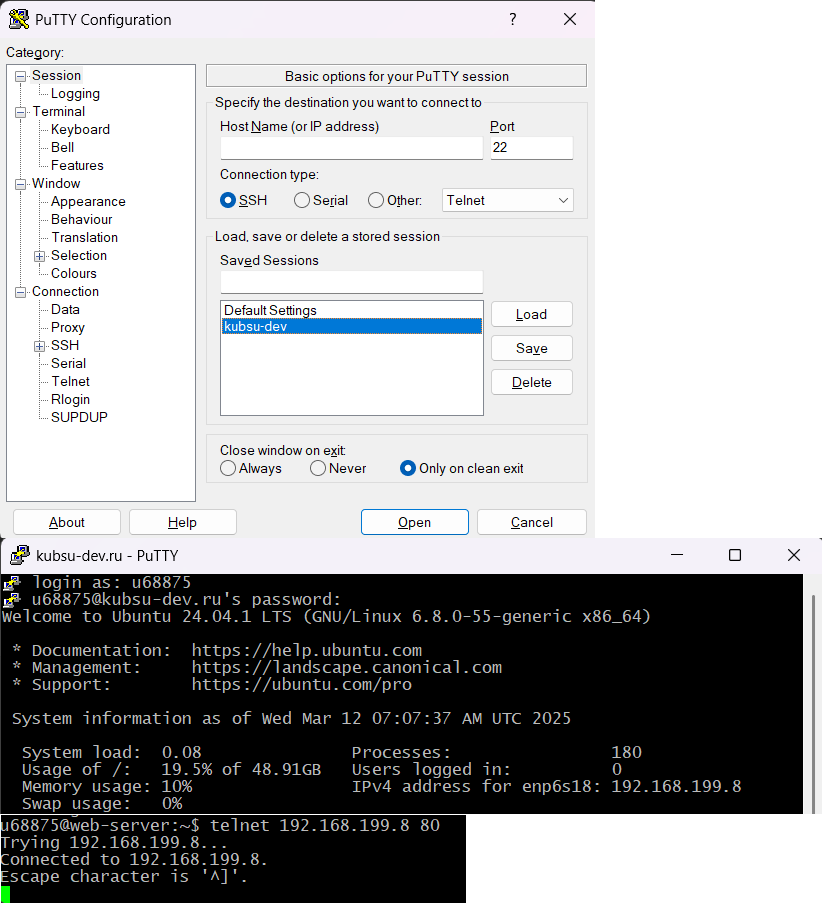 PuTTY Configuration
?
Category:
Session
Logging
Terminal
Keyboard
Bell
Features
Window
Appearance
Behaviour
Translation
Selection
Colours
Connection
Data
Proxy
SSH
Serial
Telnet
Rlogin
SUPDUP
Basic options for your PuTTY session
Specify the destination you want to connect to
Host Name (or IP address) Port
22
Connection type:
SSH Serial Other: Telnet
Load, save or delete a stored session
Saved Sessions
Default Settings
kubsu-dev
Load
Save
Delete
Close window on exit:
Always Never Only on clean exit
About Help Open Cancel
kubsu-dev.ru - PuTTY
login as: u68875
u68875@kubsu-dev.ru's password:
Welcome to Ubuntu 24.04.1 LTS (GNU/Linux 6.8.0-55-generic x86_64)
* Documentation: https://help.ubuntu.com
* Management: https://landscape.canonical.com
* Support: https://ubuntu.com/pro
System information as of Wed Mar 12 07:07:37 AM UTC 2025
System load: 0.08 Processes: 180
Usage of /: 19.5% of 48.91GB Users logged in: 0
Memory usage: 10% IPv4 address for enp6s18: 192.168.199.8
Swap usage: 0%
u68875@web-server:~$ telnet 192.168.199.8 80
Trying 192.168.199.8...
Connected to 192.168.199.8.
Escape character is '^]'.